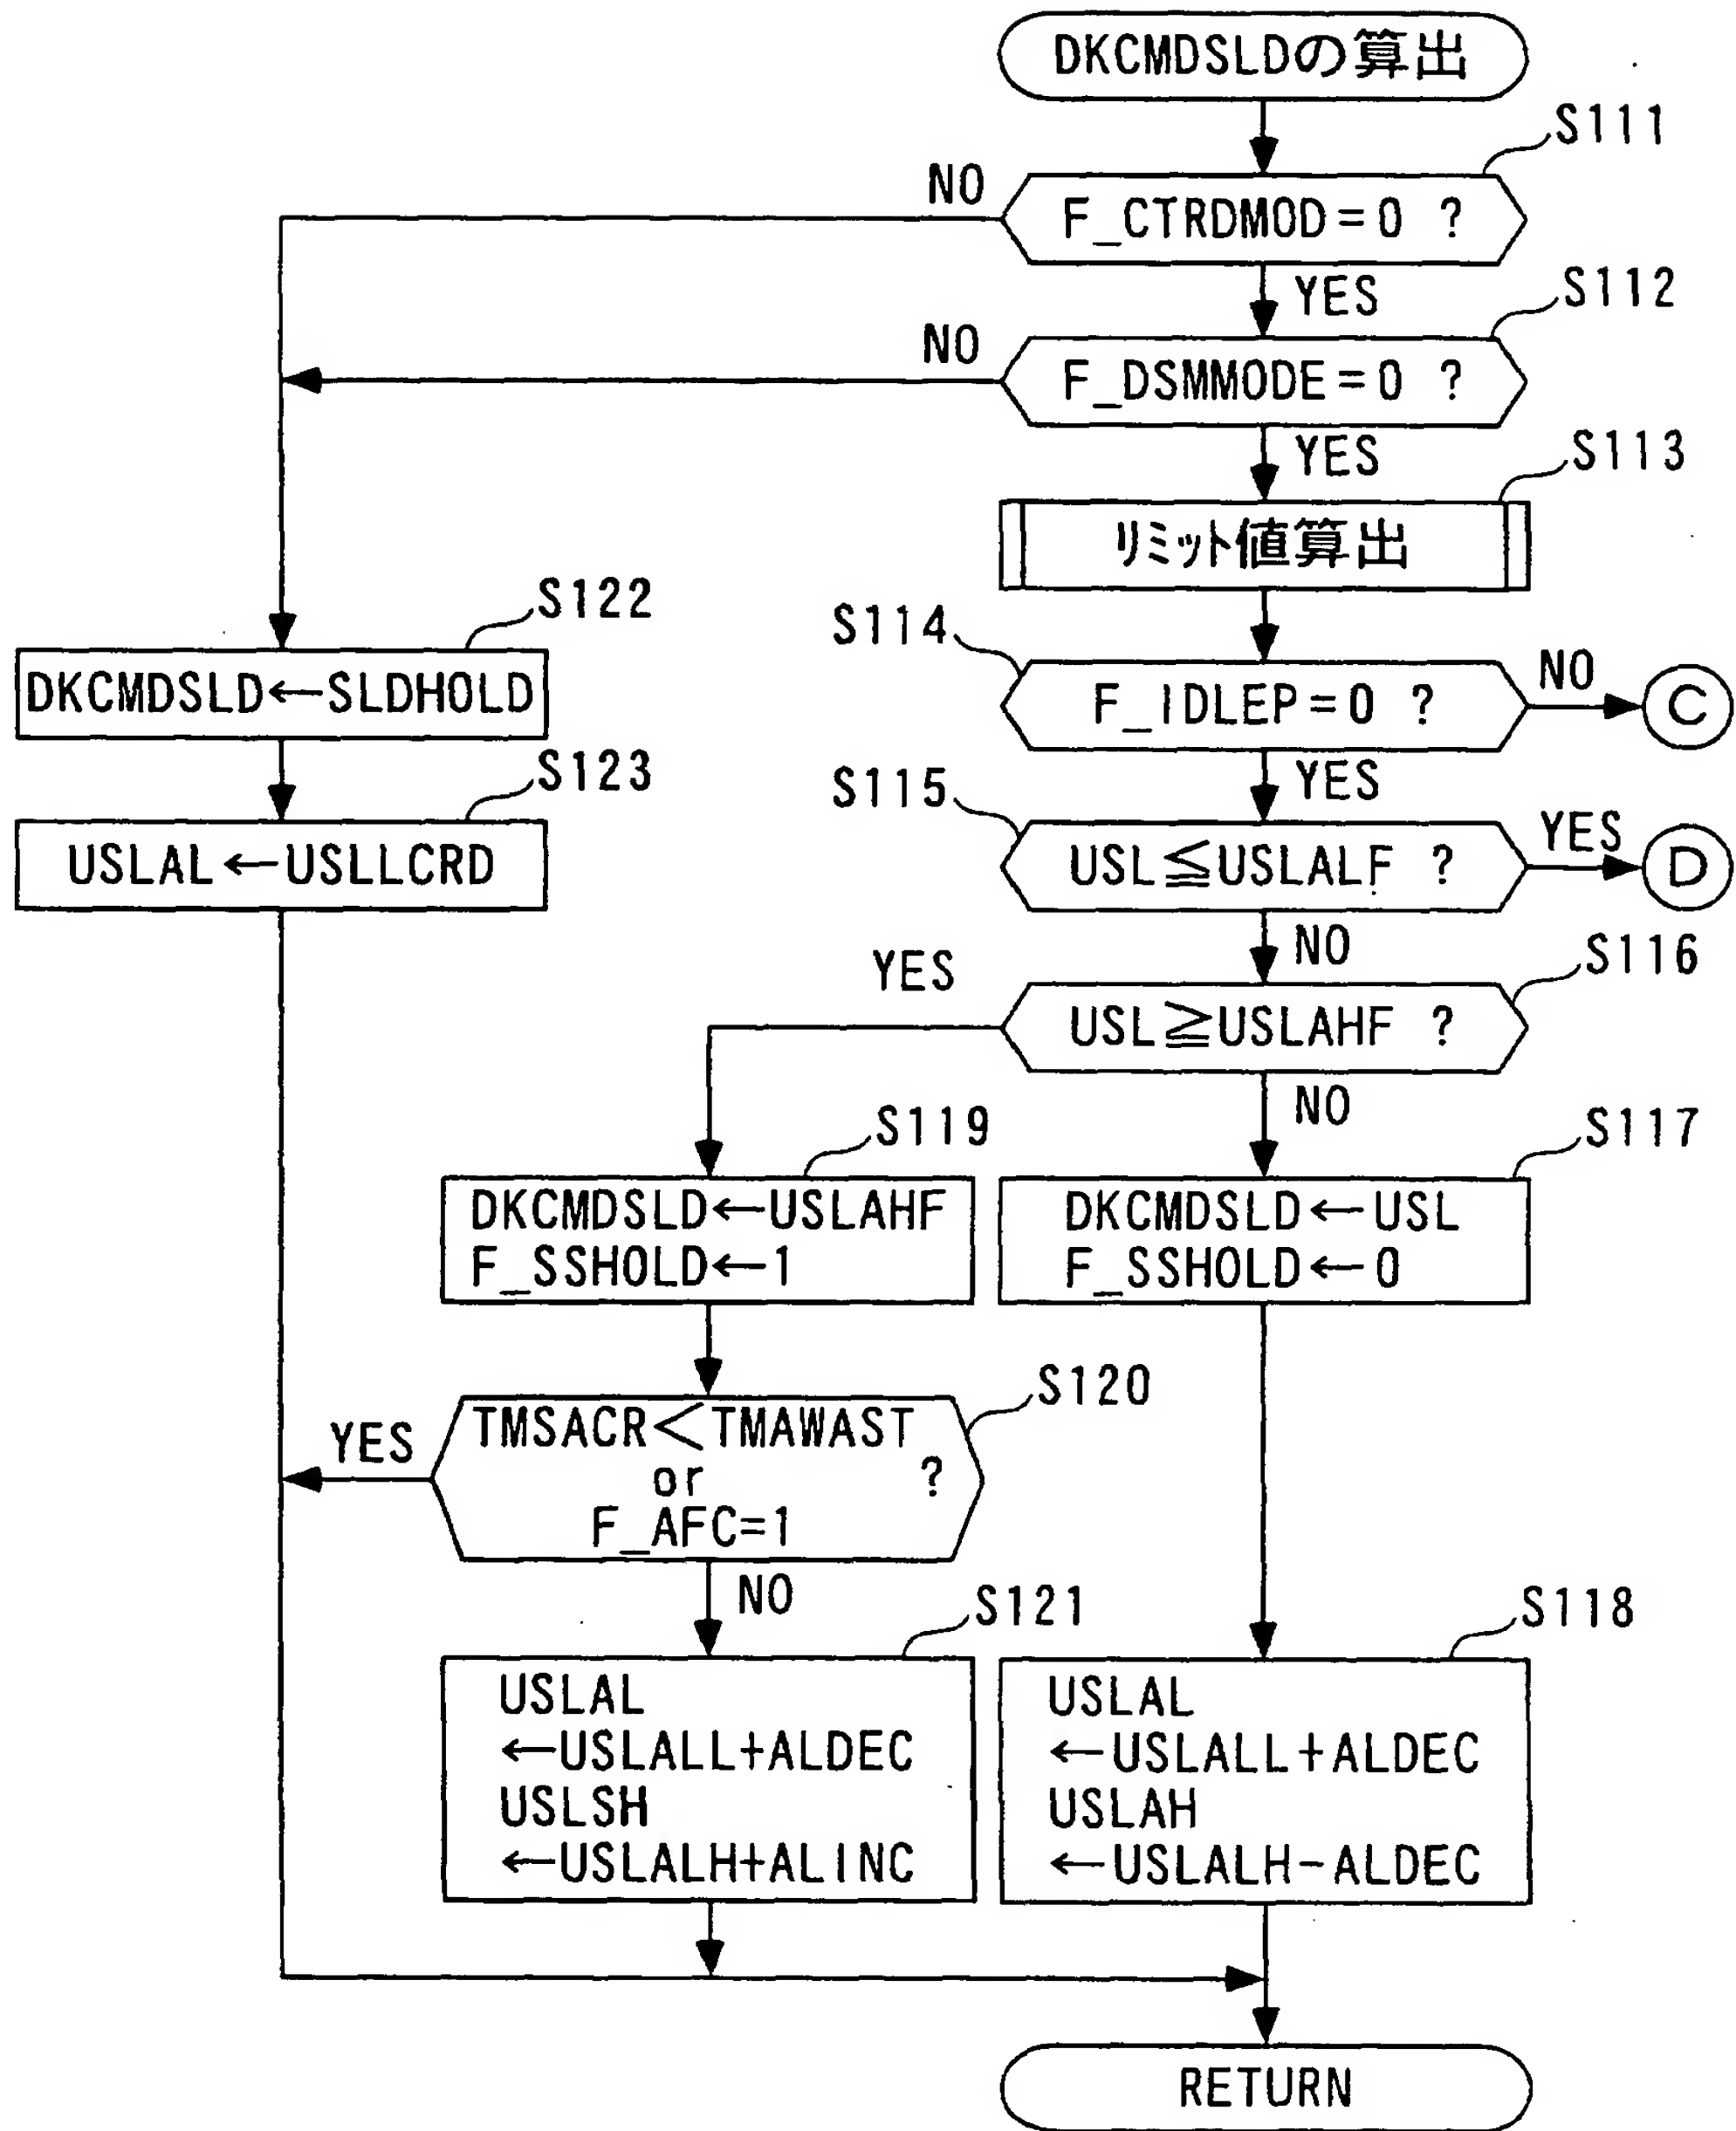 DKCMDSLDの算出
S111
NO
F_CTRDMOD=0 ?
YES
S112
NO
F_DSMMODE=0 ?
YES
S113
リミット値算出
S122
DKCMDSLD←SLDHOLD
S114
F_IDLEP=0 ?
NO
C
YES
S123
USLAL←USLLCRD
S115
USL≦USLALF ?
YES
D
NO
S116
YES
USL≧USLAHF ?
NO
S119
DKCMDSLD←USLAHF
F_SSHOLD←1
S117
DKCMDSLD←USL
F_SSHOLD←0
S120
YES
TMSACR<TMAWAST
or ?
F_AFC=1
NO
S121
USLAL
←USLALL+ALDEC
USLSH
←USLALH+ALINC
S118
USLAL
←USLALL+ALDEC
USLAH
←USLALH-ALDEC
RETURN